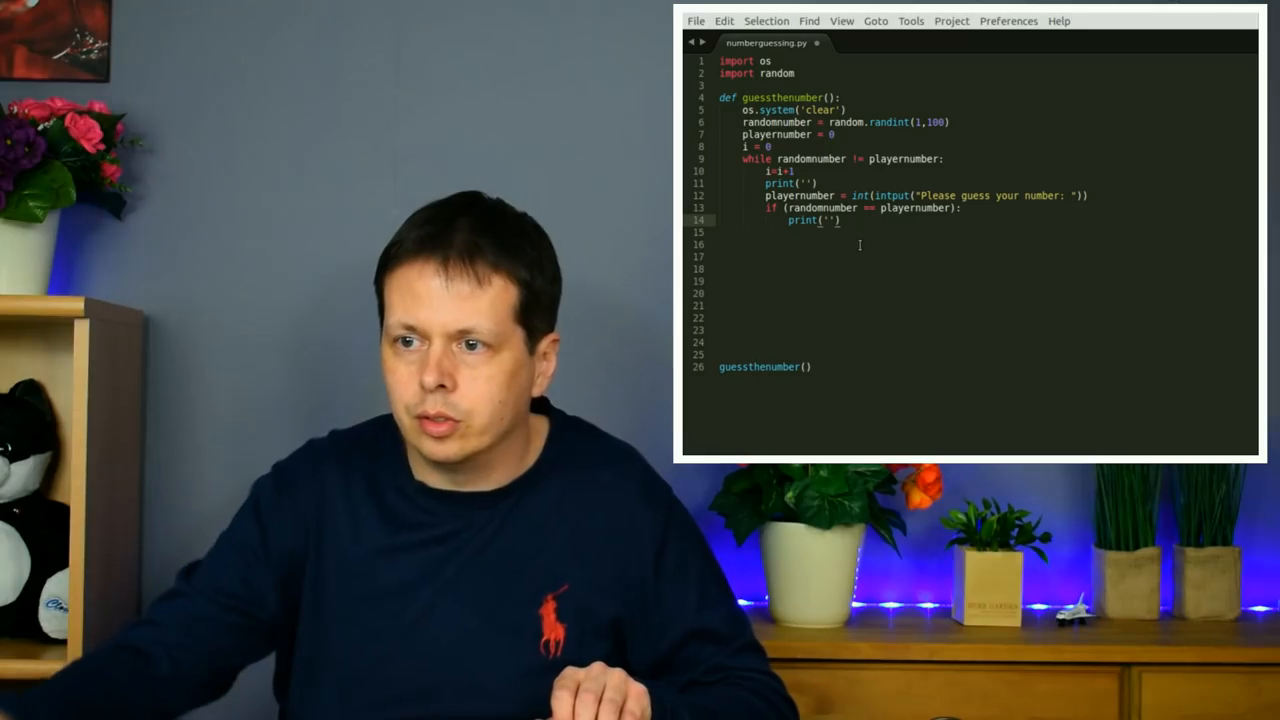 File Edit Selection Find View Goto Tools Project Preferences Help
numberguessing.py
1 import os
2 import random
3
4 def guessthenumber():
5 os.system('clear')
6 randomnumber = random.randint(1,100)
7 playernumber = 0
8 i = 0
9 while randomnumber != playernumber:
10 i=i+1
11 print('')
12 playernumber = int(intput("Please guess your number: "))
13 if (randomnumber == playernumber):
14 print('')
15
16
17
18
19
20
21
22
23
24
25
26 guessthenumber()
HERB GARDEN